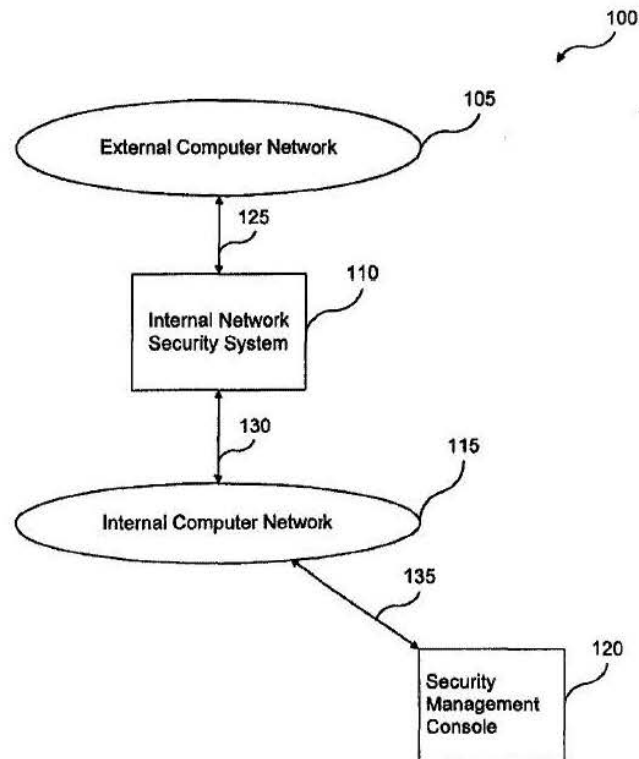 100
105
External Computer Network
125
110
Internal Network
Security System
130
115
Internal Computer Network
135
120
Security
Management
Console